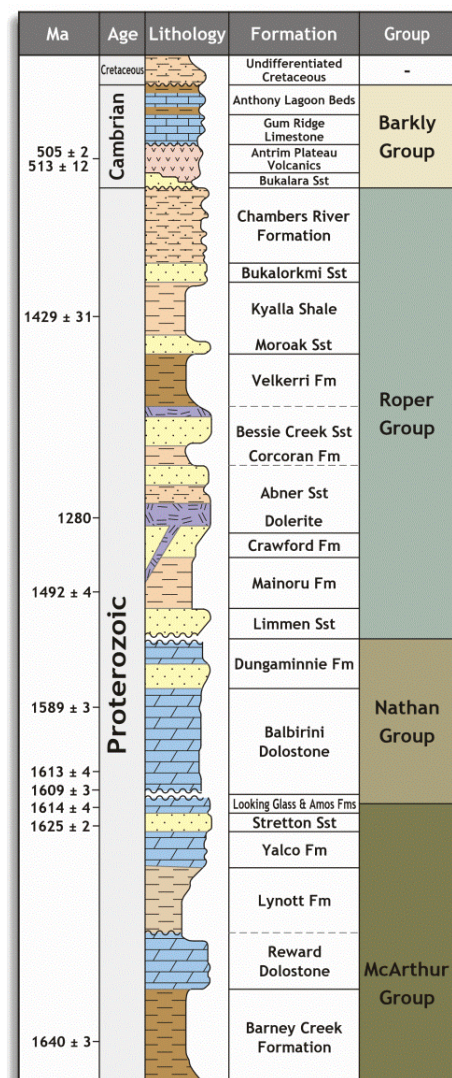 Ma Age Lithology Formation Group
Cretaceous
Undifferentiated
Cretaceous
-
Anthony Lagoon Beds
Cambrian
Gum Ridge
Limestone
Barkly
Group
505 ± 2
513 ± 12
Antrim Plateau
Volcanics
Bukalara Sst
Chambers River
Formation
Bukalorkmi Sst
1429 ± 31
Kyalla Shale
Moroak Sst
Velkerri Fm
Roper
Group
Bessie Creek Sst
Corcoran Fm
Abner Sst
1280
Dolerite
Crawford Fm
1492 ± 4
Mainoru Fm
Limmen Sst
Proterozoic
Dungaminnie Fm
1589 ± 3
Nathan
Group
Balbirini
Dolostone
1613 ± 4
1609 ± 3
1614 ± 4
Looking Glass & Amos Fms
1625 ± 2
Stretton Sst
Yalco Fm
Lynott Fm
Reward
Dolostone
McArthur
Group
1640 ± 3
Barney Creek
Formation